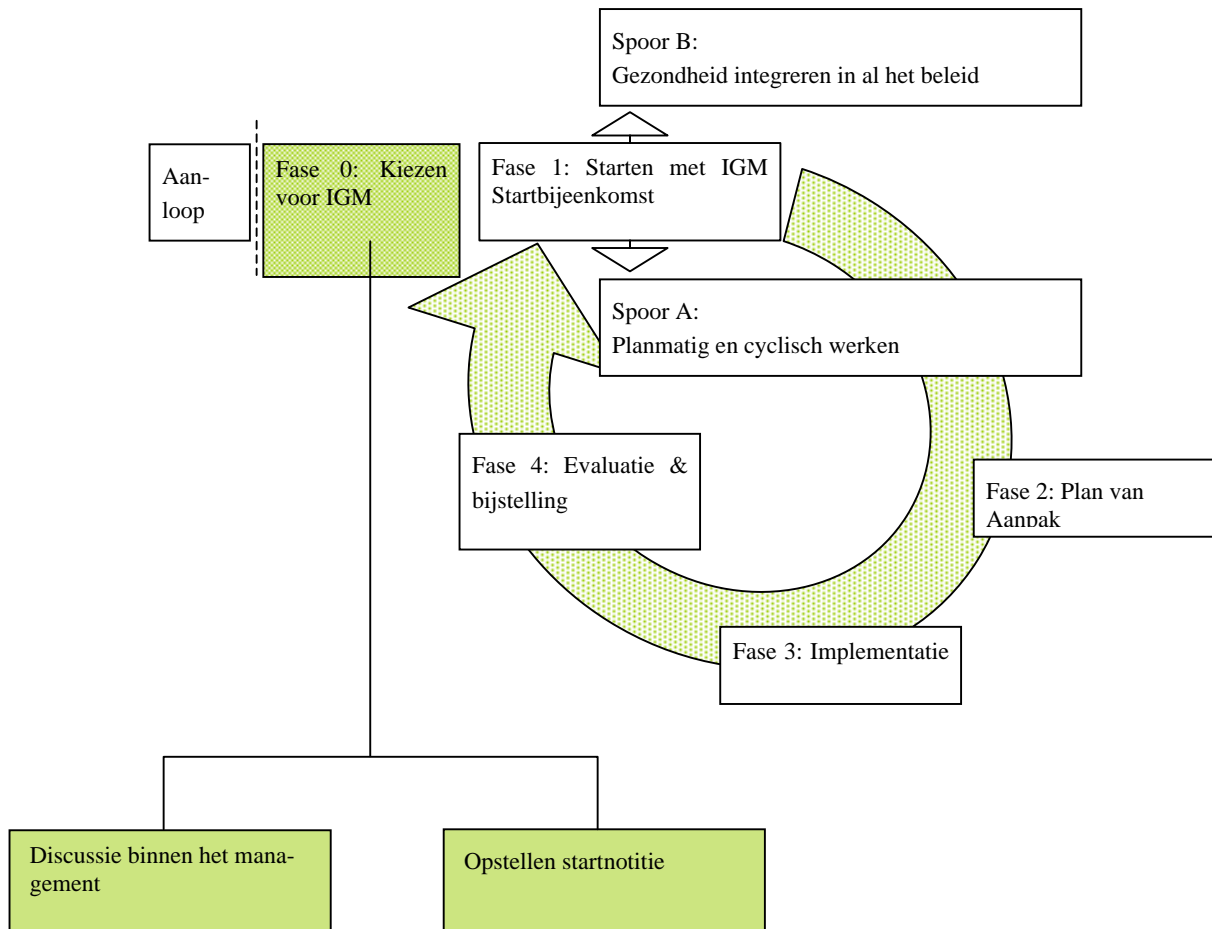 Spoor B:
Gezondheid integreren in al het beleid
Aan-
loop
Fase 0: Kiezen
voor IGM
Fase 1: Starten met IGM
Startbijeenkomst
Spoor A:
Planmatig en cyclisch werken
Fase 4: Evaluatie &
bijstelling
Fase 2: Plan van
Aanpak
Fase 3: Implementatie
Discussie binnen het mana-
gement
Opstellen startnotitie